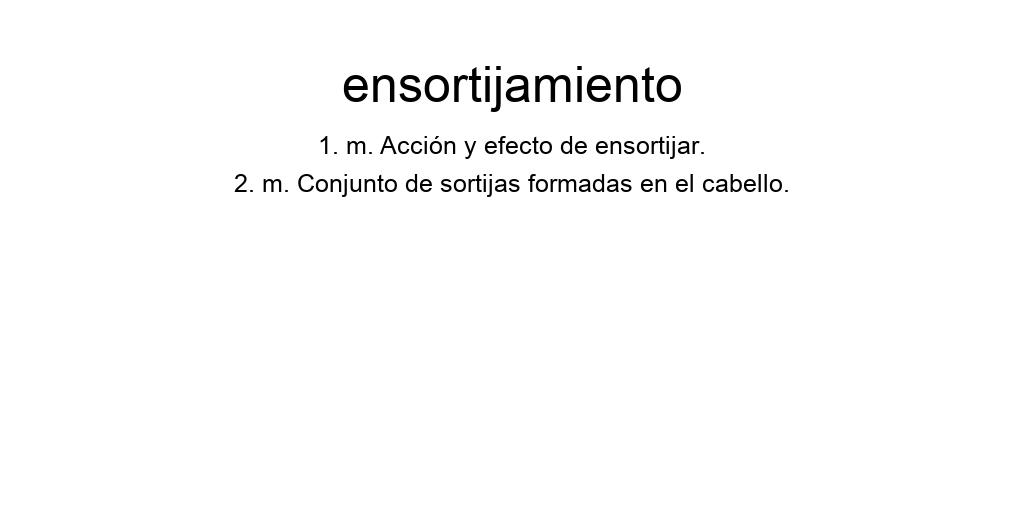 ensortijamiento
1. m. Acción y efecto de ensortijar.
2. m. Conjunto de sortijas formadas en el cabello.